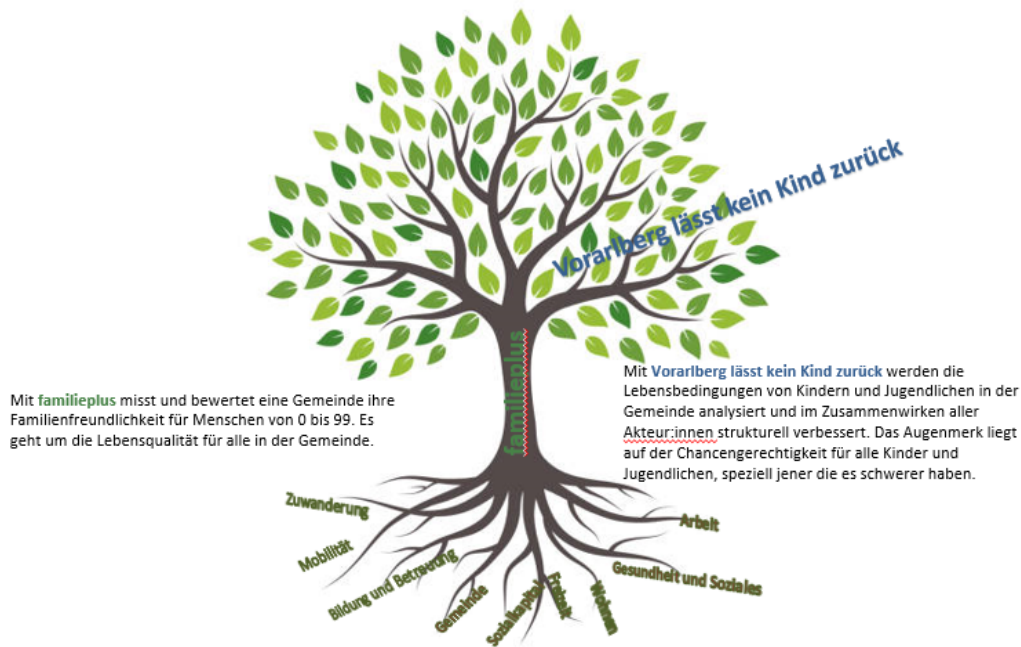 Vorarlberg lässt kein Kind zurück
familieplus
Mit familieplus misst und bewertet eine Gemeinde ihre
Familienfreundlichkeit für Menschen von 0 bis 99. Es
geht um die Lebensqualität für alle in der Gemeinde.
Mit Vorarlberg lässt kein Kind zurück werden die
Lebensbedingungen von Kindern und Jugendlichen in der
Gemeinde analysiert und im Zusammenwirken aller
Akteur:innen strukturell verbessert. Das Augenmerk liegt
auf der Chancengerechtigkeit für alle Kinder und
Jugendlichen, speziell jener die es schwerer haben.
Zuwanderung
Mobilität
Bildung und Betreuung
Gemeinde
Sozialkapital
Freizeit
Wohnen
Gesundheit und Soziales
Arbeit